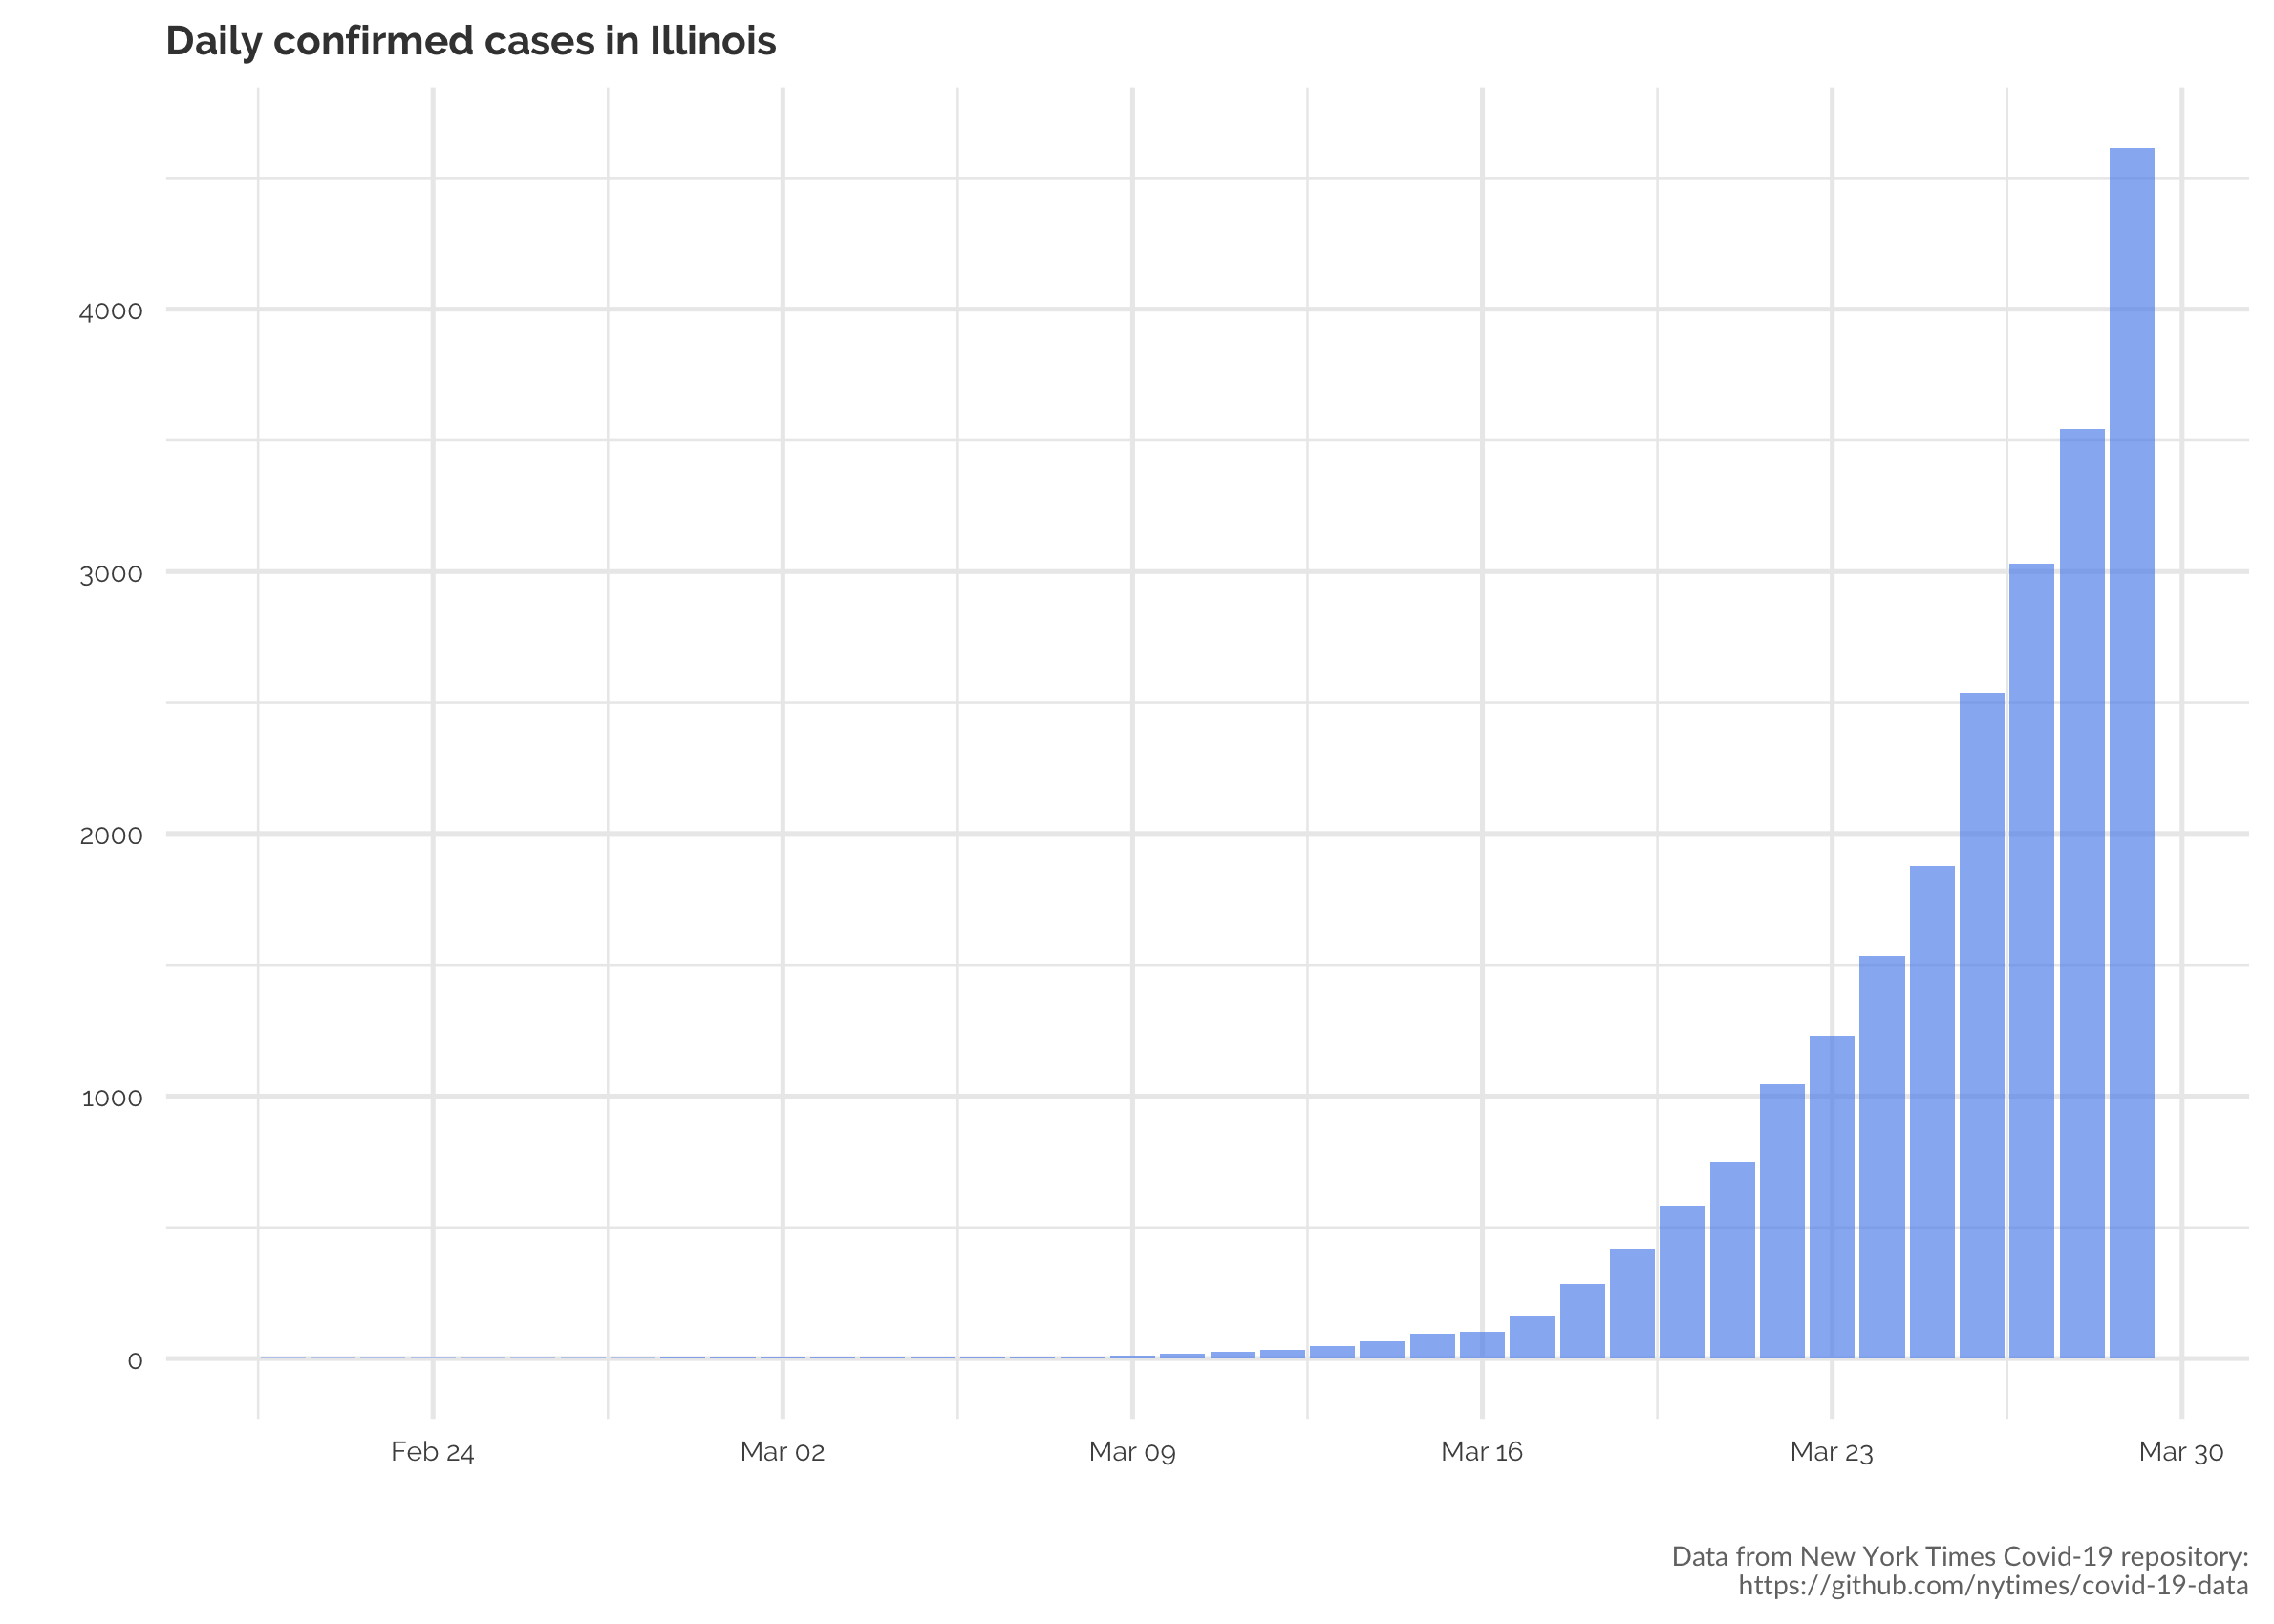 Daily confirmed cases in Illinois
4000
3000
2000
1000
0
Feb 24 Mar 02 Mar 09 Mar 16 Mar 23 Mar 30
Data from New York Times Covid-19 repository:
https://github.com/nytimes/covid-19-data